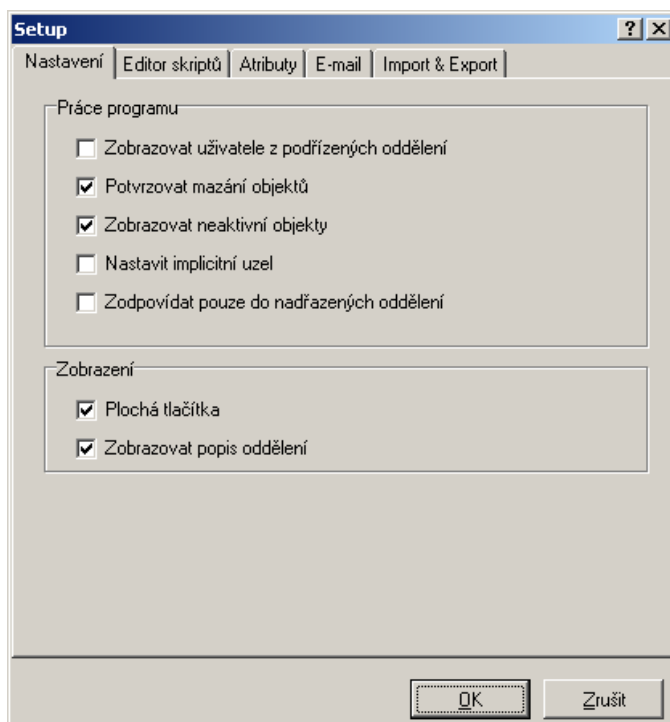 Setup
Nastavení Editor skriptů Atributy E-mail Import & Export
Práce programu
Zobrazovat uživatele z podřízených oddělení
Potvrzovat mazání objektů
Zobrazovat neaktivní objekty
Nastavit implicitní uzel
Zodpovídat pouze do nadřazených oddělení
Zobrazení
Plochá tlačítka
Zobrazovat popis oddělení
OK Zrušit